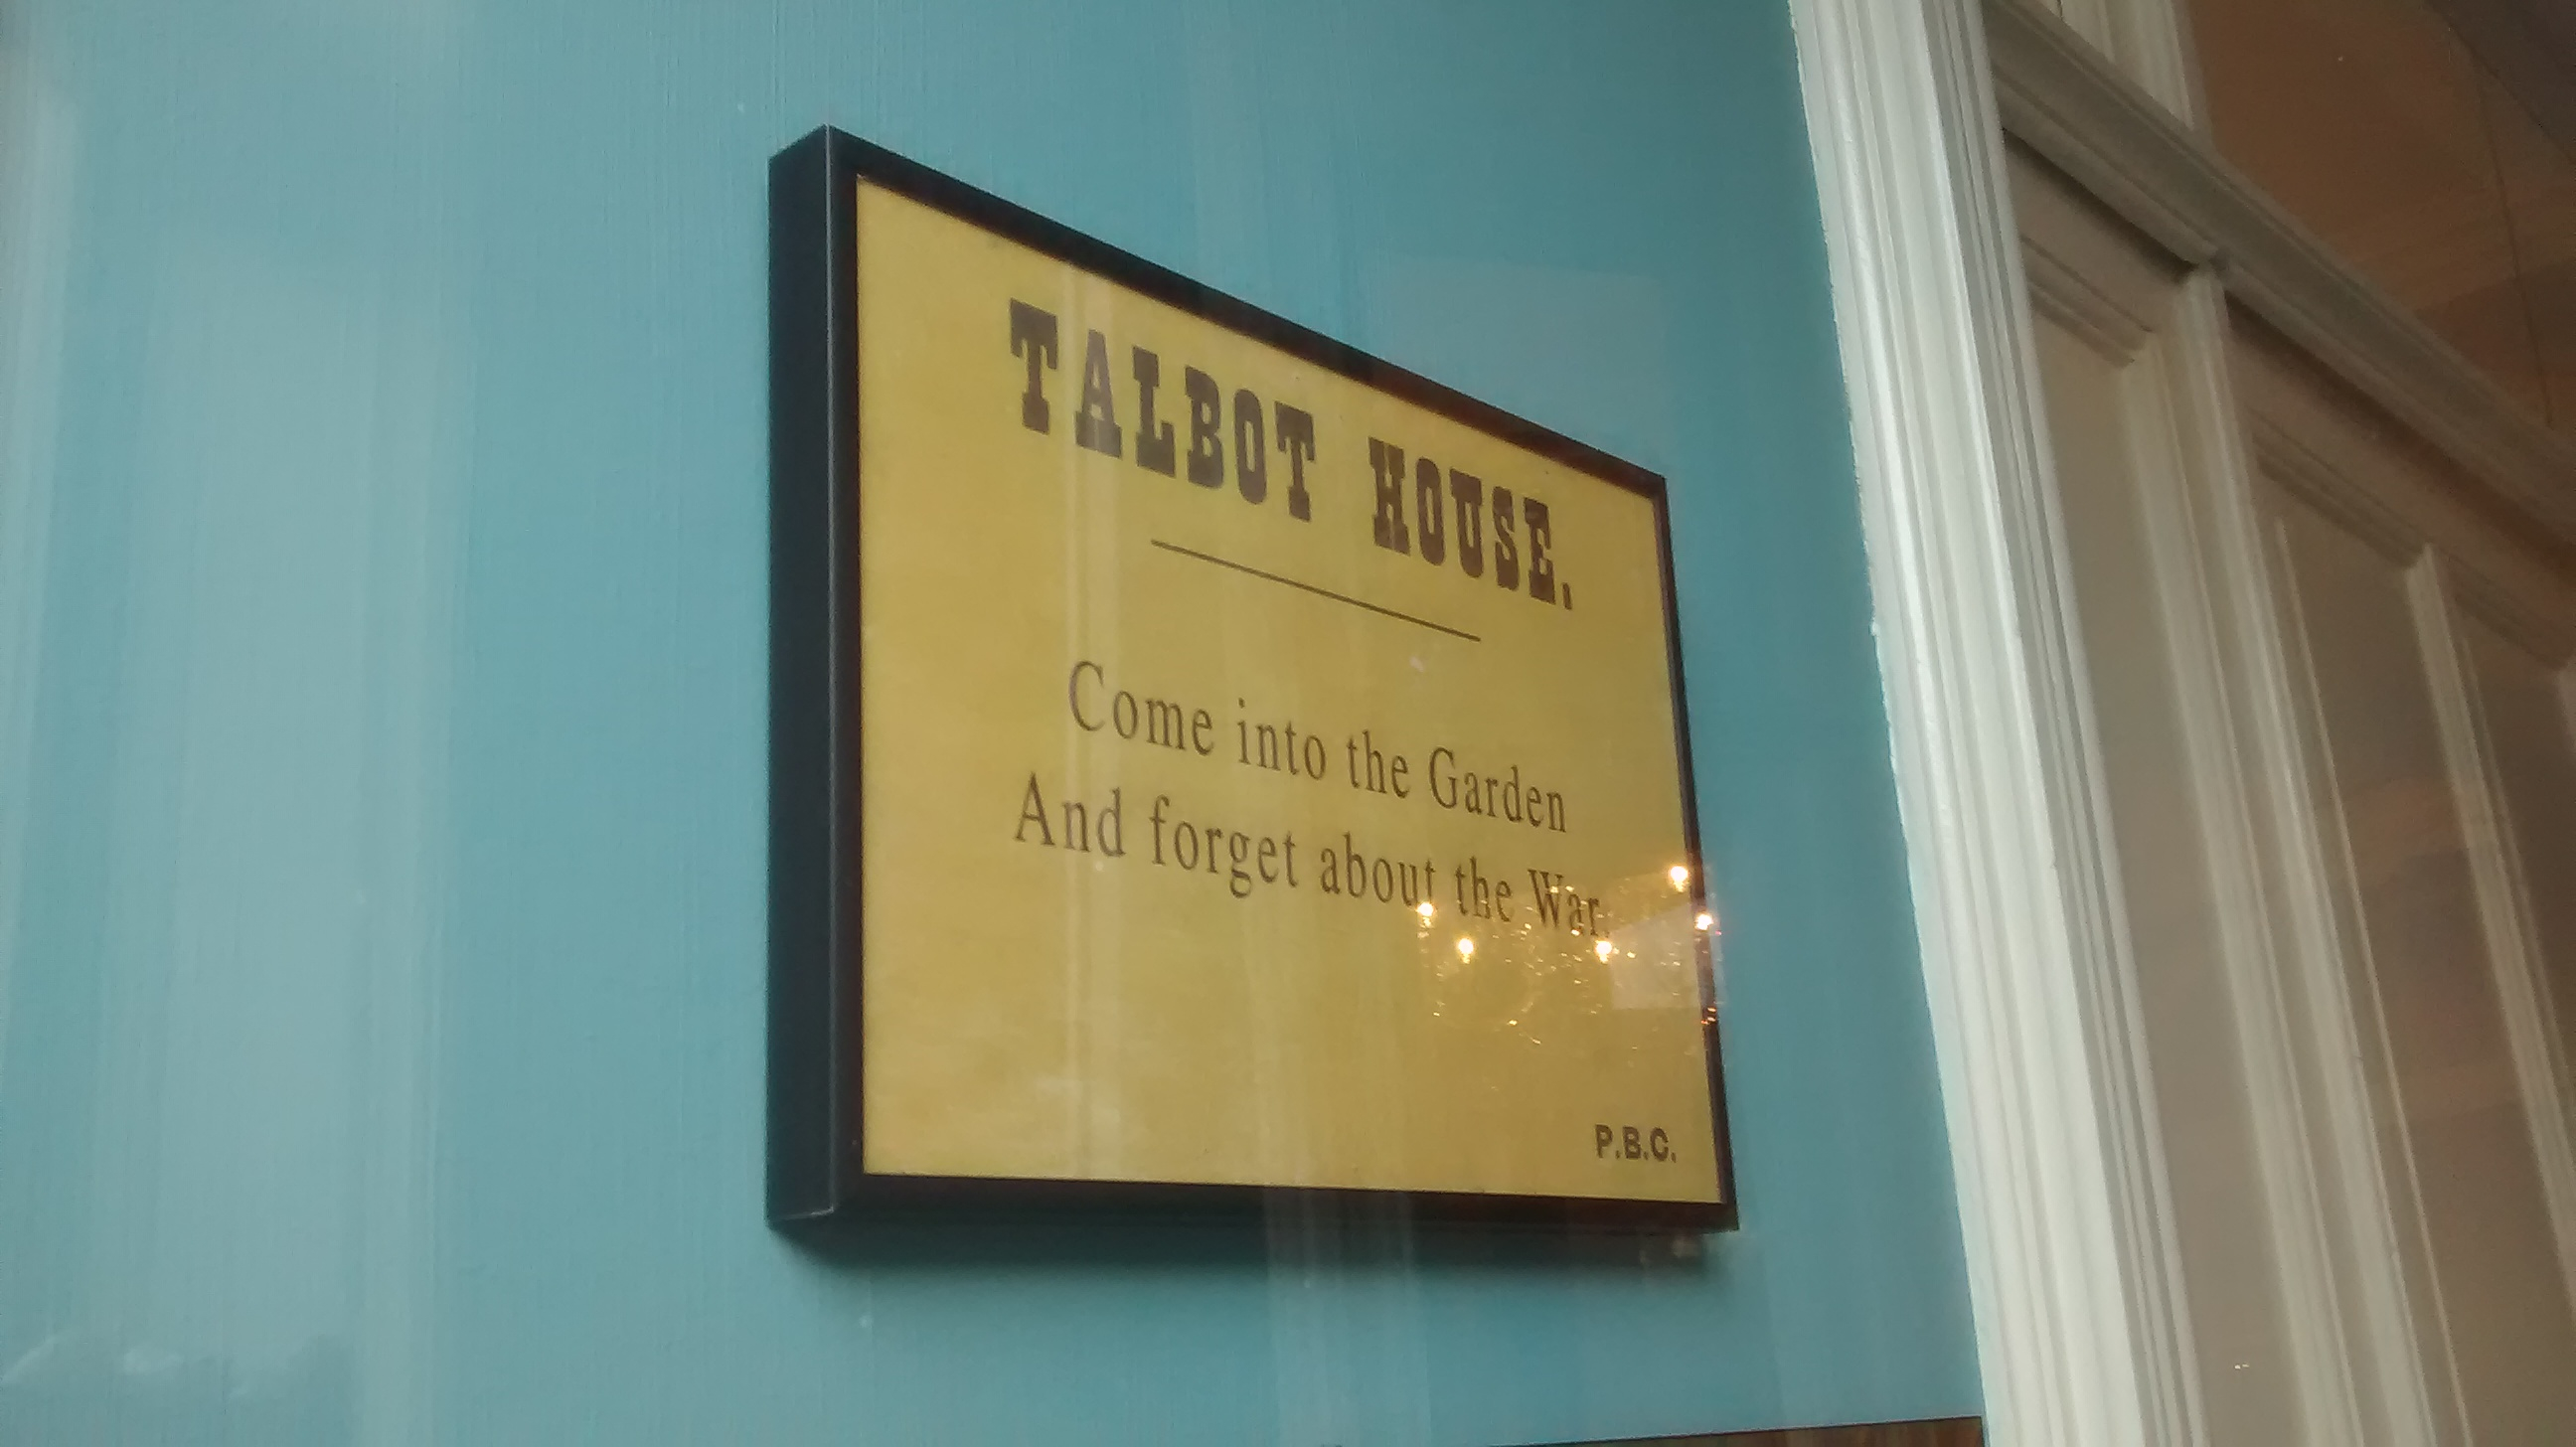 TALBOT HOUSE.
Come into the Garden
And forget about the War.
P.B.C.